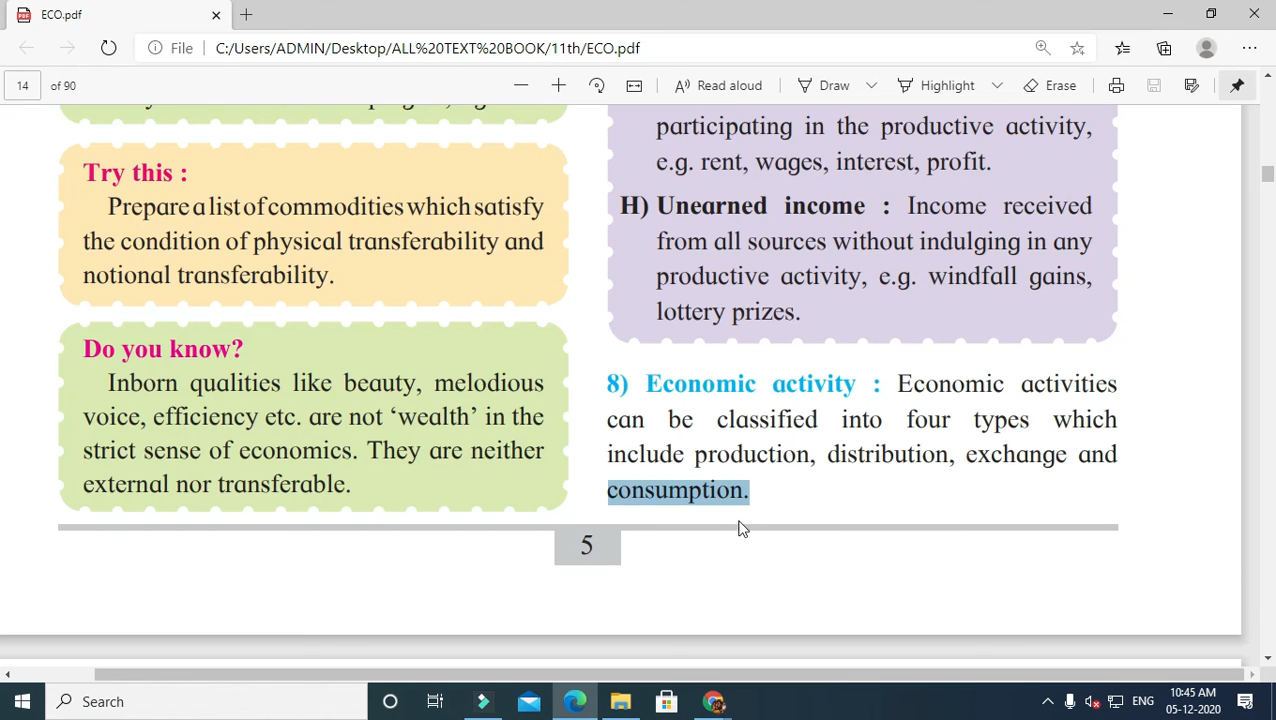 ECO.pdf
File
C:/Users/ADMIN/Desktop/ALL%20TEXT%20BOOK/11th/ECO.pdf
14 of 90
Read aloud
Draw
Highlight
Erase
Try this :
Prepare a list of commodities which satisfy
the condition of physical transferability and
notional transferability.
Do you know?
Inborn qualities like beauty, melodious
voice, efficiency etc. are not ‘wealth’ in the
strict sense of economics. They are neither
external nor transferable.
participating in the productive activity,
e.g. rent, wages, interest, profit.
H) Unearned income : Income received
from all sources without indulging in any
productive activity, e.g. windfall gains,
lottery prizes.
8) Economic activity : Economic activities
can be classified into four types which
include production, distribution, exchange and
consumption.
5
Search
ENG
10:45 AM
05-12-2020